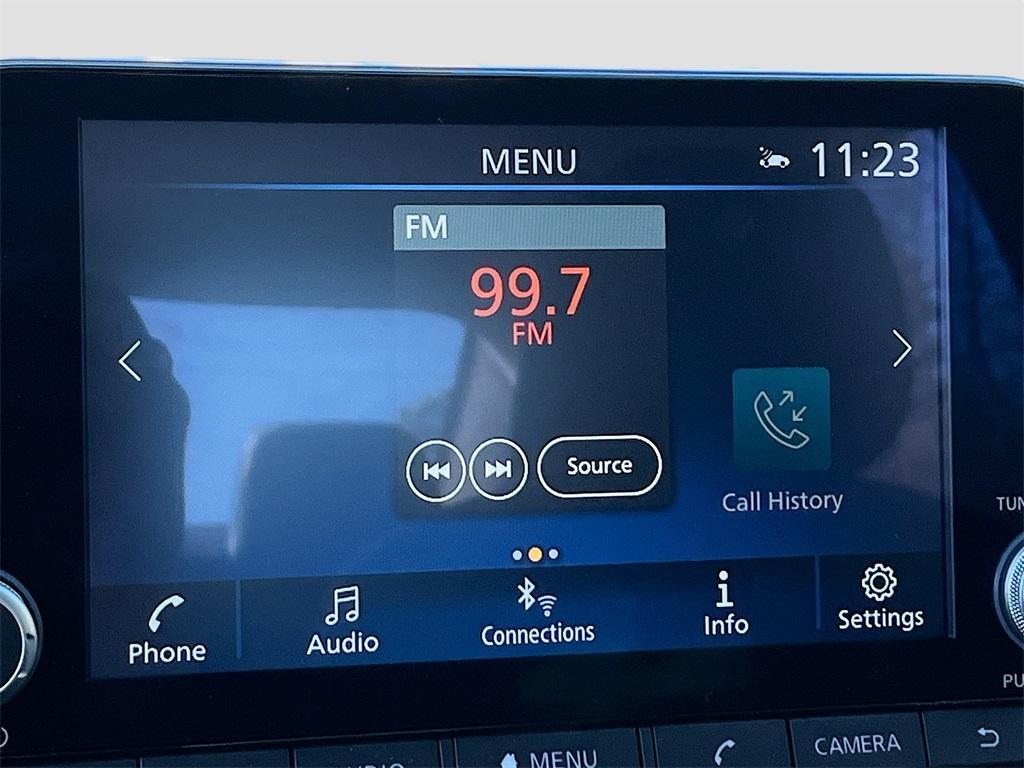 MENU
11:23
FM
99.7
FM
Source
Call History
Phone
Audio
Connections
Info
Settings
MENU
CAMERA